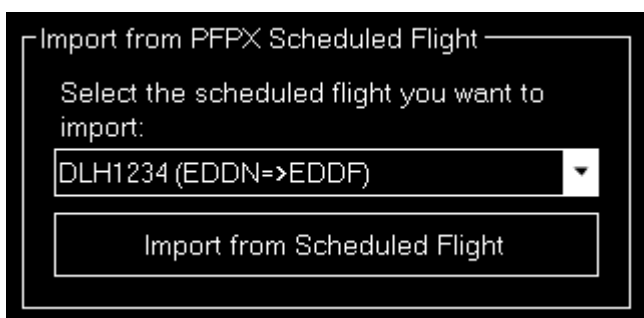 Import from PFPX Scheduled Flight
Select the scheduled flight you want to
import:
DLH1234 (EDDN=>EDDF)
Import from Scheduled Flight